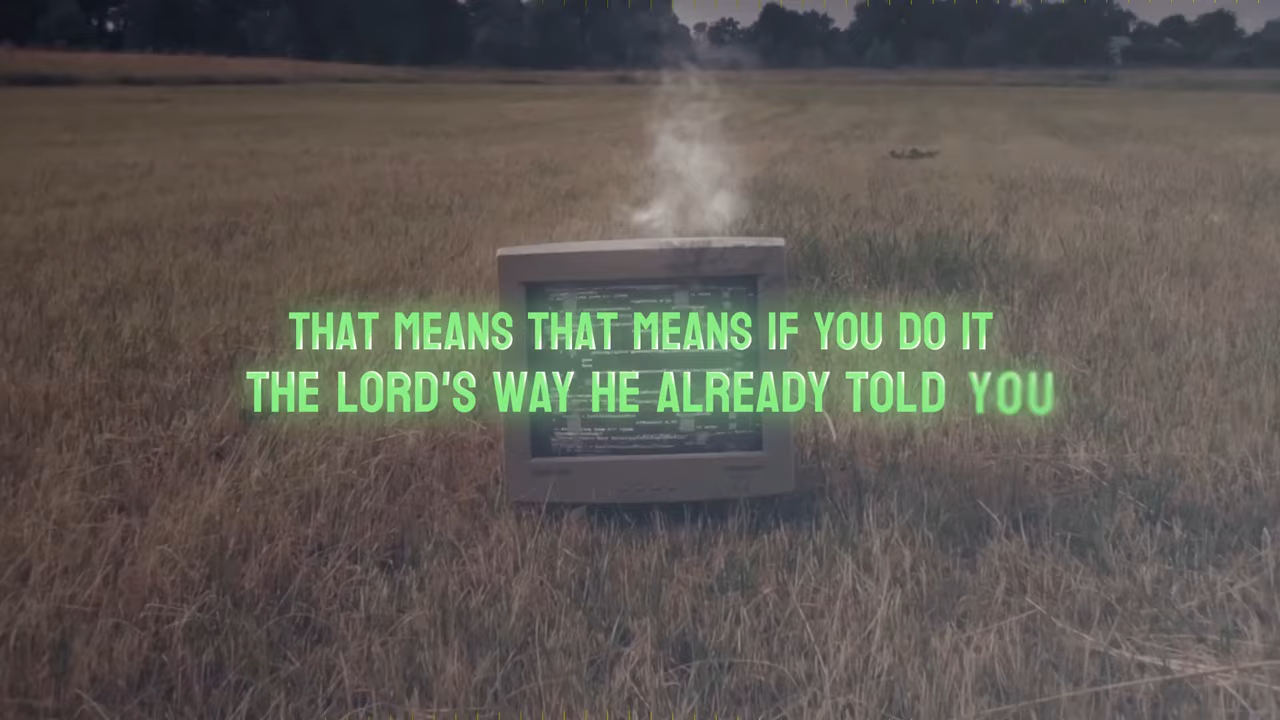 THAT MEANS THAT MEANS IF YOU DO IT
THE LORD'S WAY HE ALREADY TOLD YOU